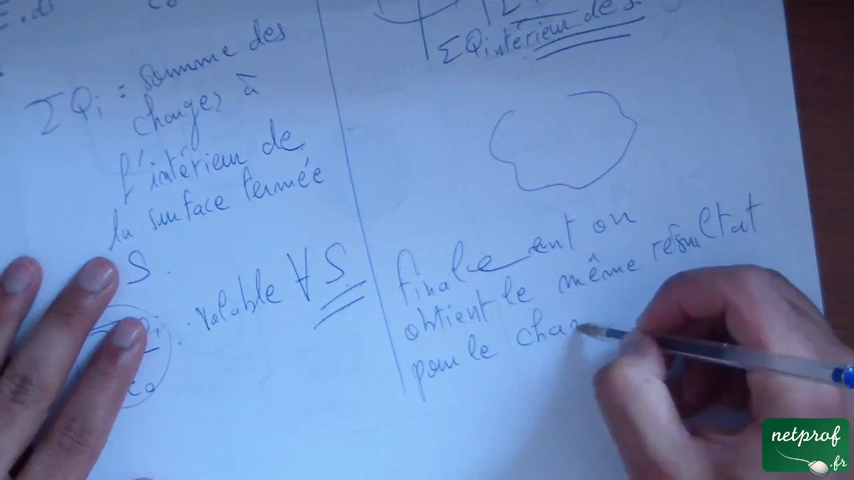 E.ds
ΣQi : somme des
charges à
l'intérieur de
la surface fermée
S.
valable ∀ S.
ΣQintérieur de S.
finalement on
obtient le même résultat
pour le cha
netprof
.fr